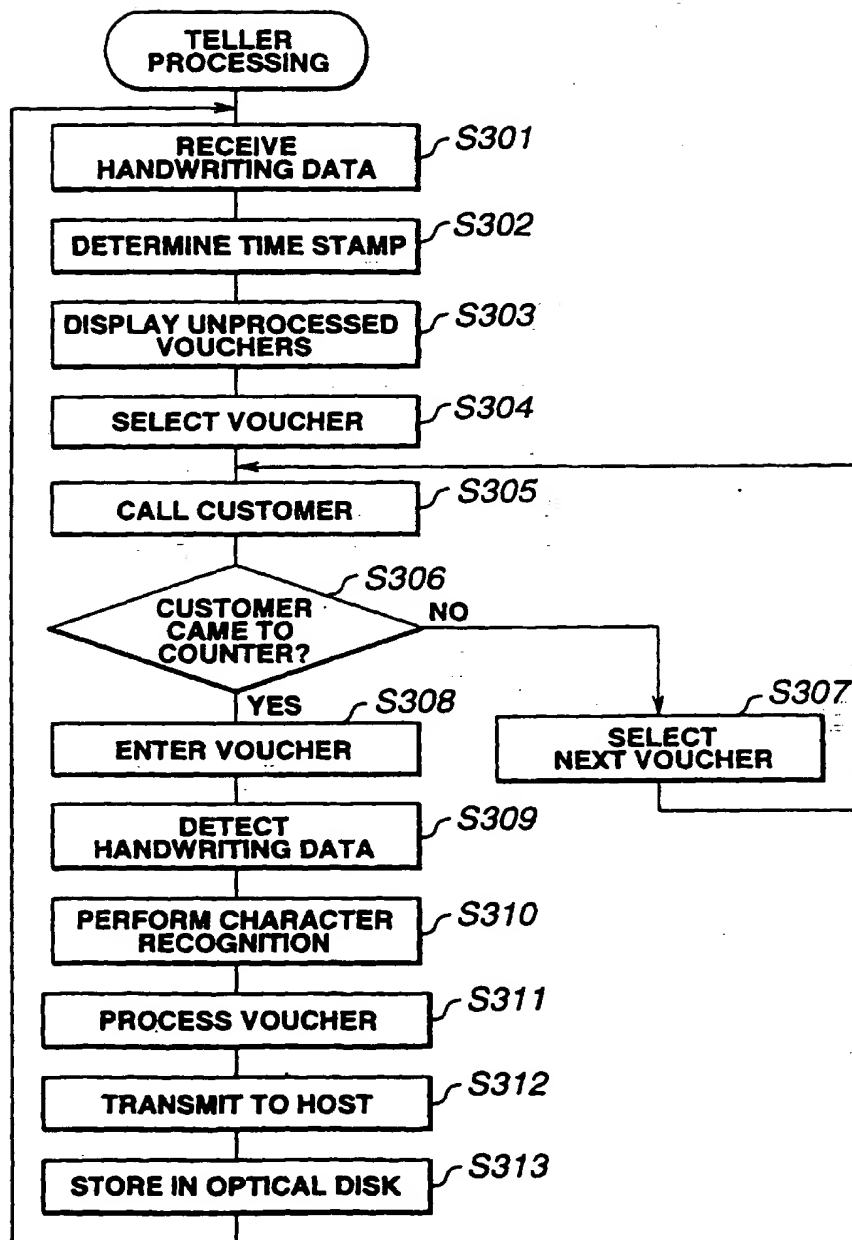 TELLER
PROCESSING
RECEIVE
HANDWRITING DATA
S301
DETERMINE TIME STAMP
S302
DISPLAY UNPROCESSED
VOUCHERS
S303
SELECT VOUCHER
S304
CALL CUSTOMER
S305
CUSTOMER
CAME TO
COUNTER?
S306
NO
YES
SELECT
NEXT VOUCHER
S307
ENTER VOUCHER
S308
DETECT
HANDWRITING DATA
S309
PERFORM CHARACTER
RECOGNITION
S310
PROCESS VOUCHER
S311
TRANSMIT TO HOST
S312
STORE IN OPTICAL DISK
S313